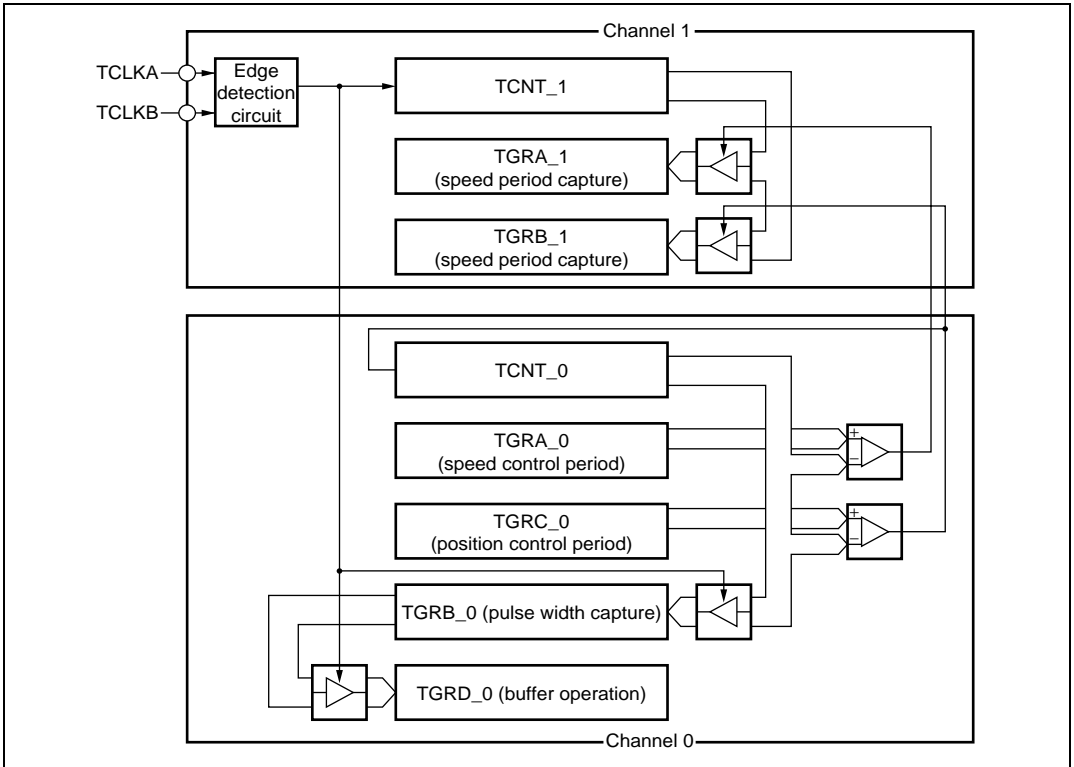 Channel 1
TCLKA
TCLKB
Edge
detection
circuit
TCNT_1
TGRA_1
(speed period capture)
TGRB_1
(speed period capture)
TCNT_0
TGRA_0
(speed control period)
+
−
TGRC_0
(position control period)
+
−
TGRB_0 (pulse width capture)
TGRD_0 (buffer operation)
Channel 0